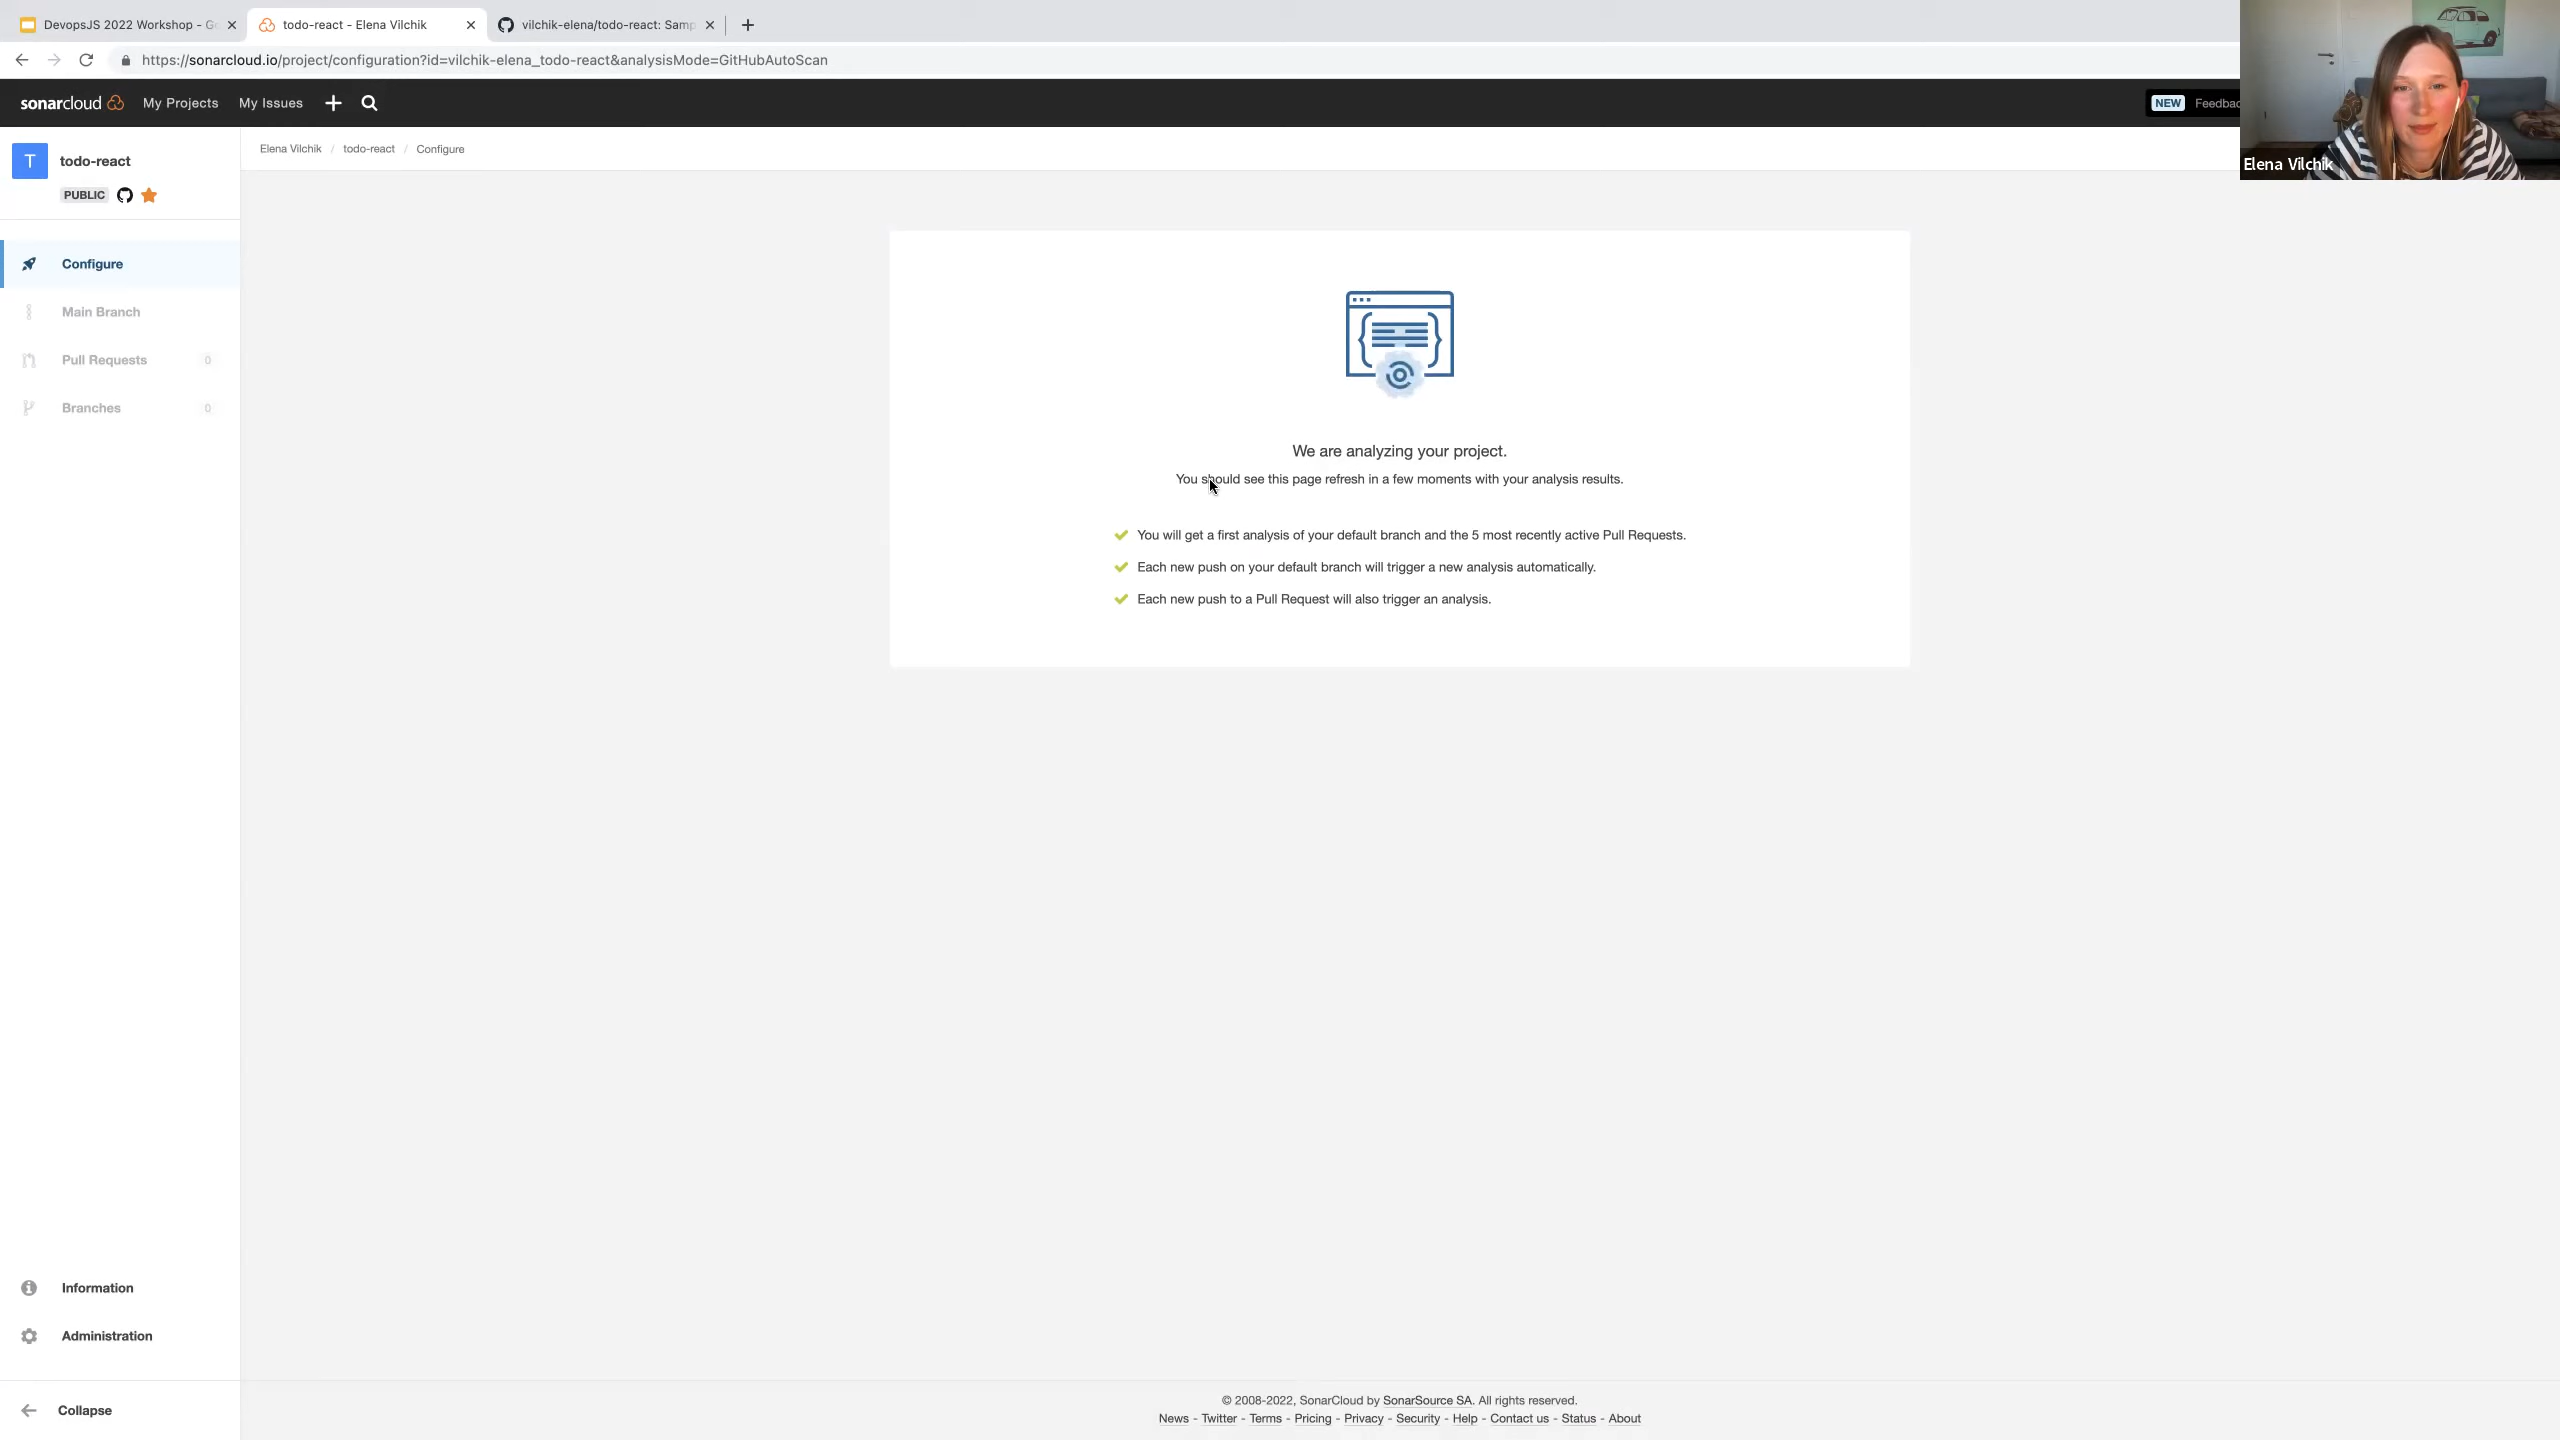 DevopsJS 2022 Workshop - G
todo-react - Elena Vilchik
vilchik-elena/todo-react: Samp
https://sonarcloud.io/project/configuration?id=vilchik-elena_todo-react&analysisMode=GitHubAutoScan
sonarcloud My Projects My Issues
NEW Feedbac
Elena Vilchik
T todo-react
PUBLIC
Elena Vilchik / todo-react / Configure
Configure
Main Branch
Pull Requests 0
Branches 0
We are analyzing your project.
You should see this page refresh in a few moments with your analysis results.
You will get a first analysis of your default branch and the 5 most recently active Pull Requests.
Each new push on your default branch will trigger a new analysis automatically.
Each new push to a Pull Request will also trigger an analysis.
Information
Administration
Collapse
© 2008-2022, SonarCloud by SonarSource SA. All rights reserved.
News - Twitter - Terms - Pricing - Privacy - Security - Help - Contact us - Status - About